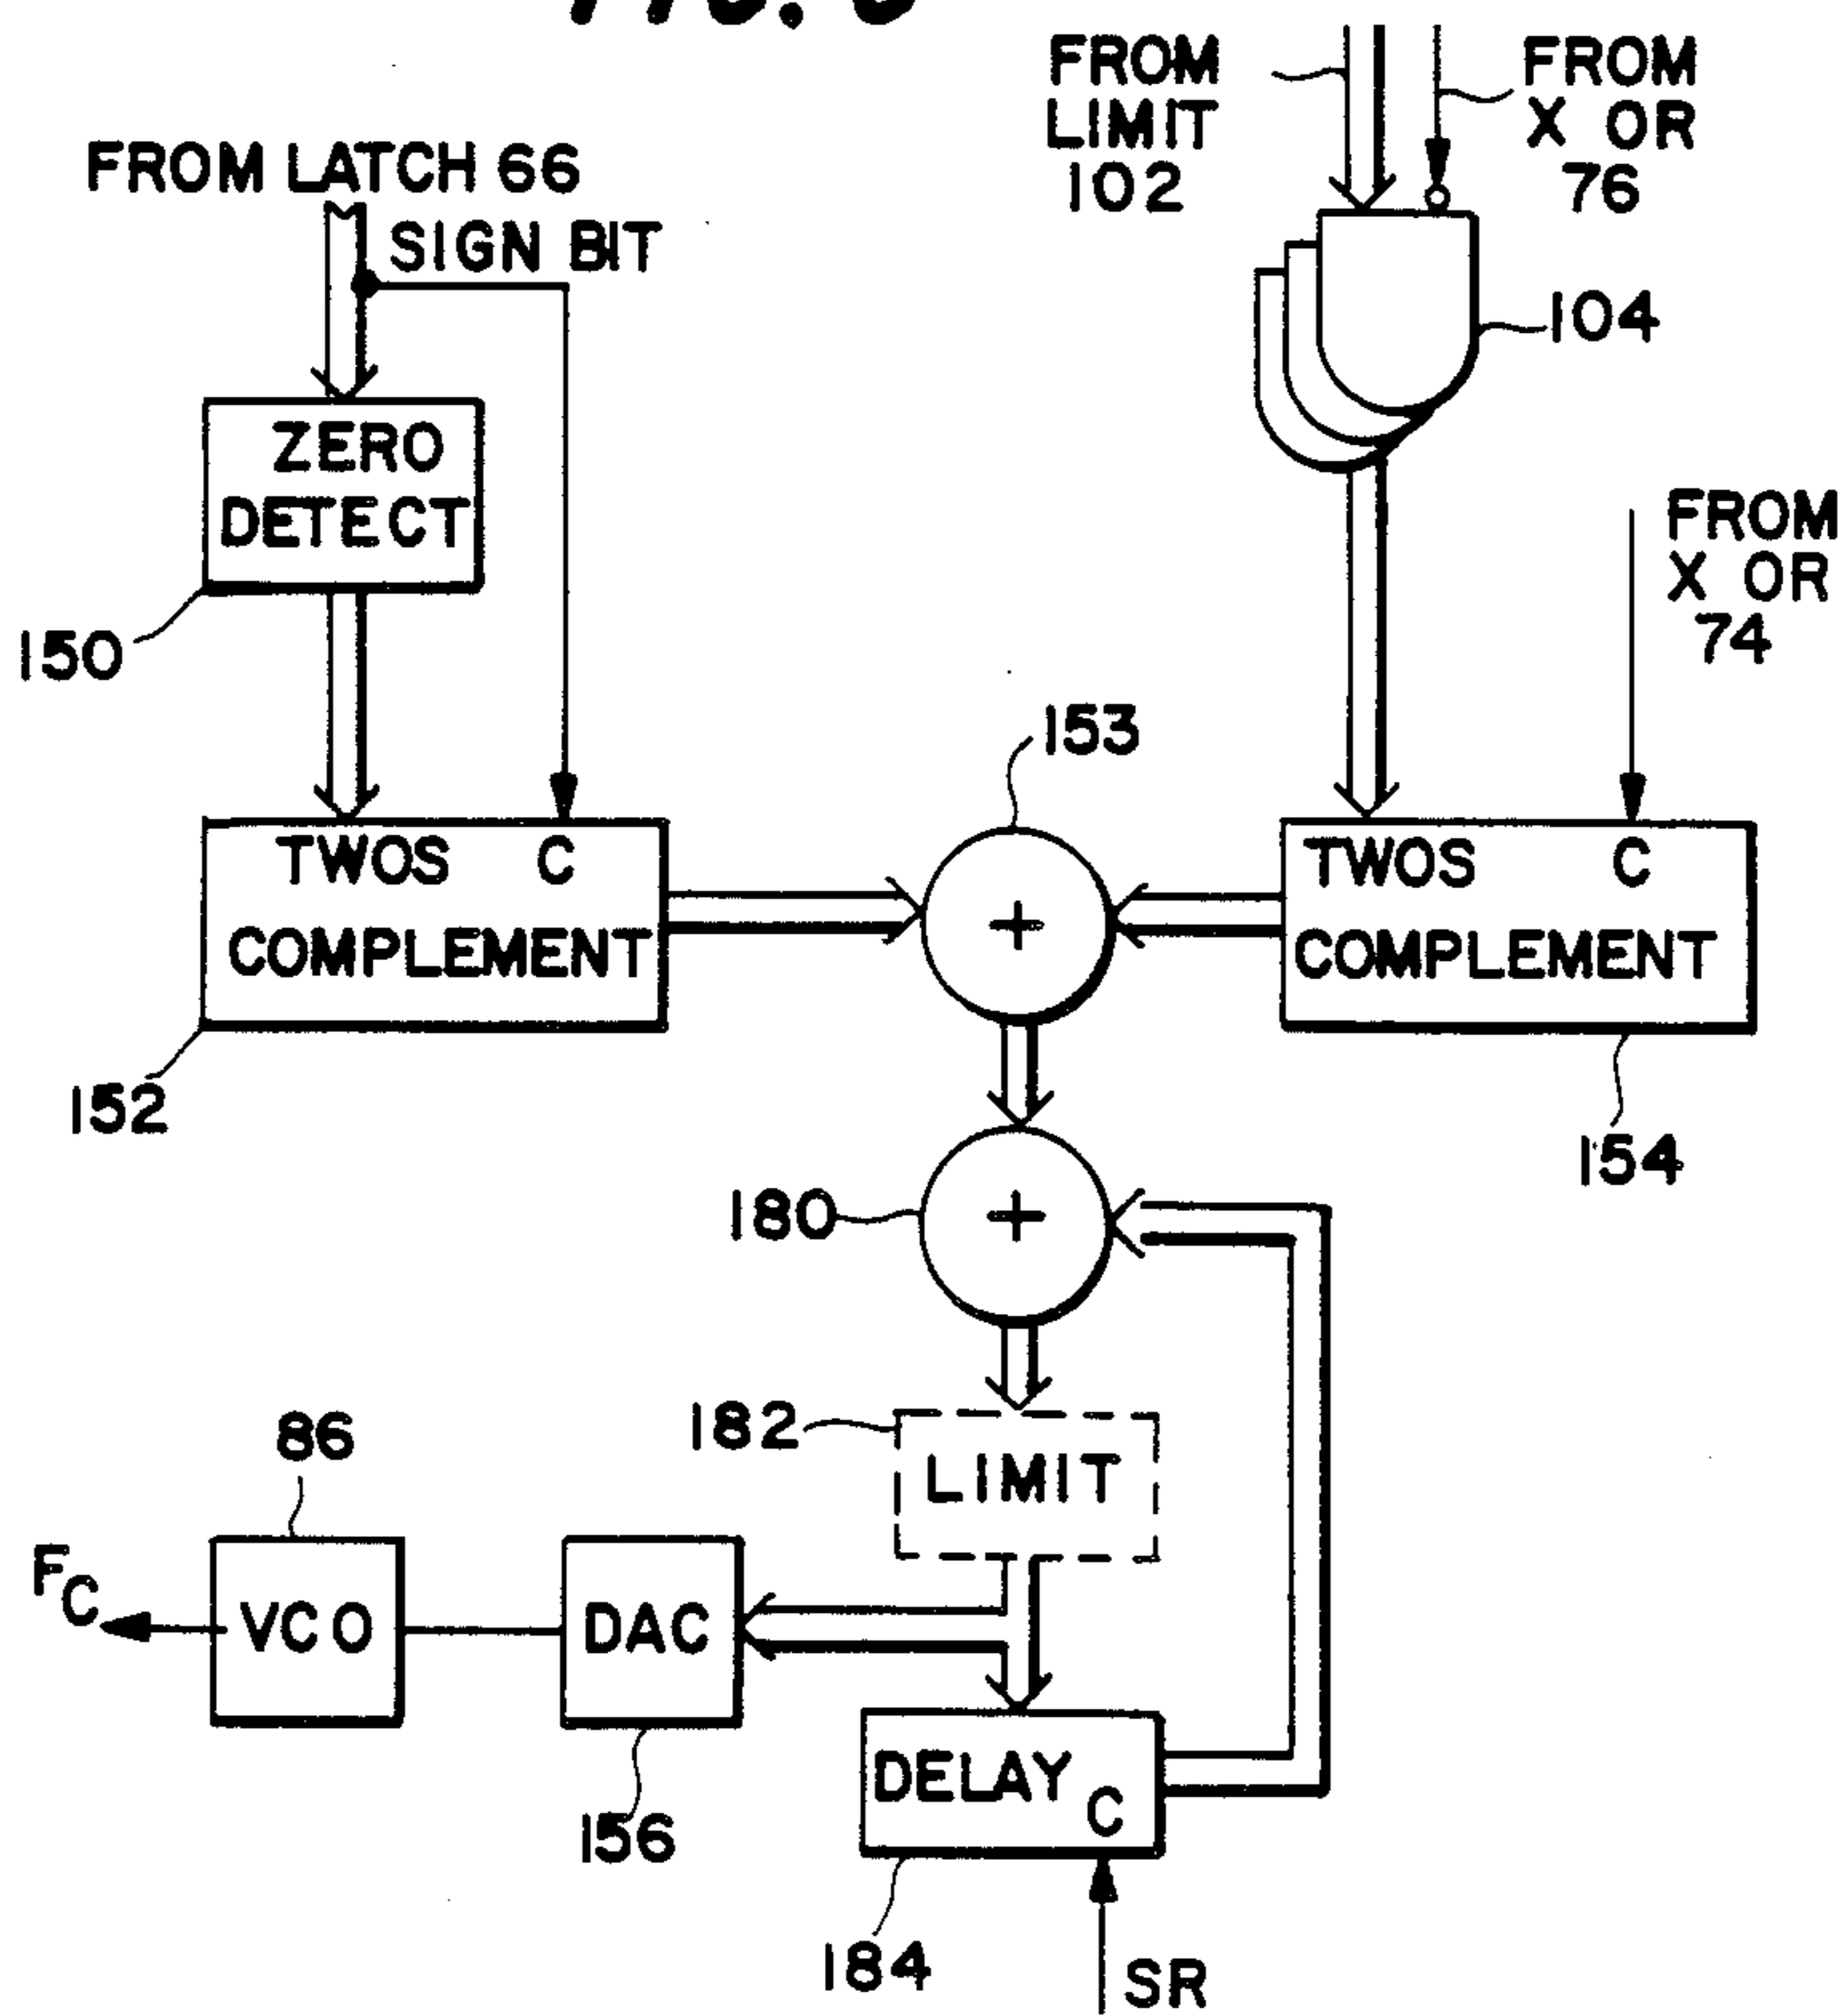 FROM
LIMIT
102
FROM
X OR
76
FROM LATCH 66
SIGN BIT
104
ZERO
DETECT
150
FROM
X OR
74
153
TWOS C
COMPLEMENT
152
+
TWOS C
COMPLEMENT
154
180
+
182
LIMIT
86
FC
VCO
DAC
156
DELAY
C
184
SR